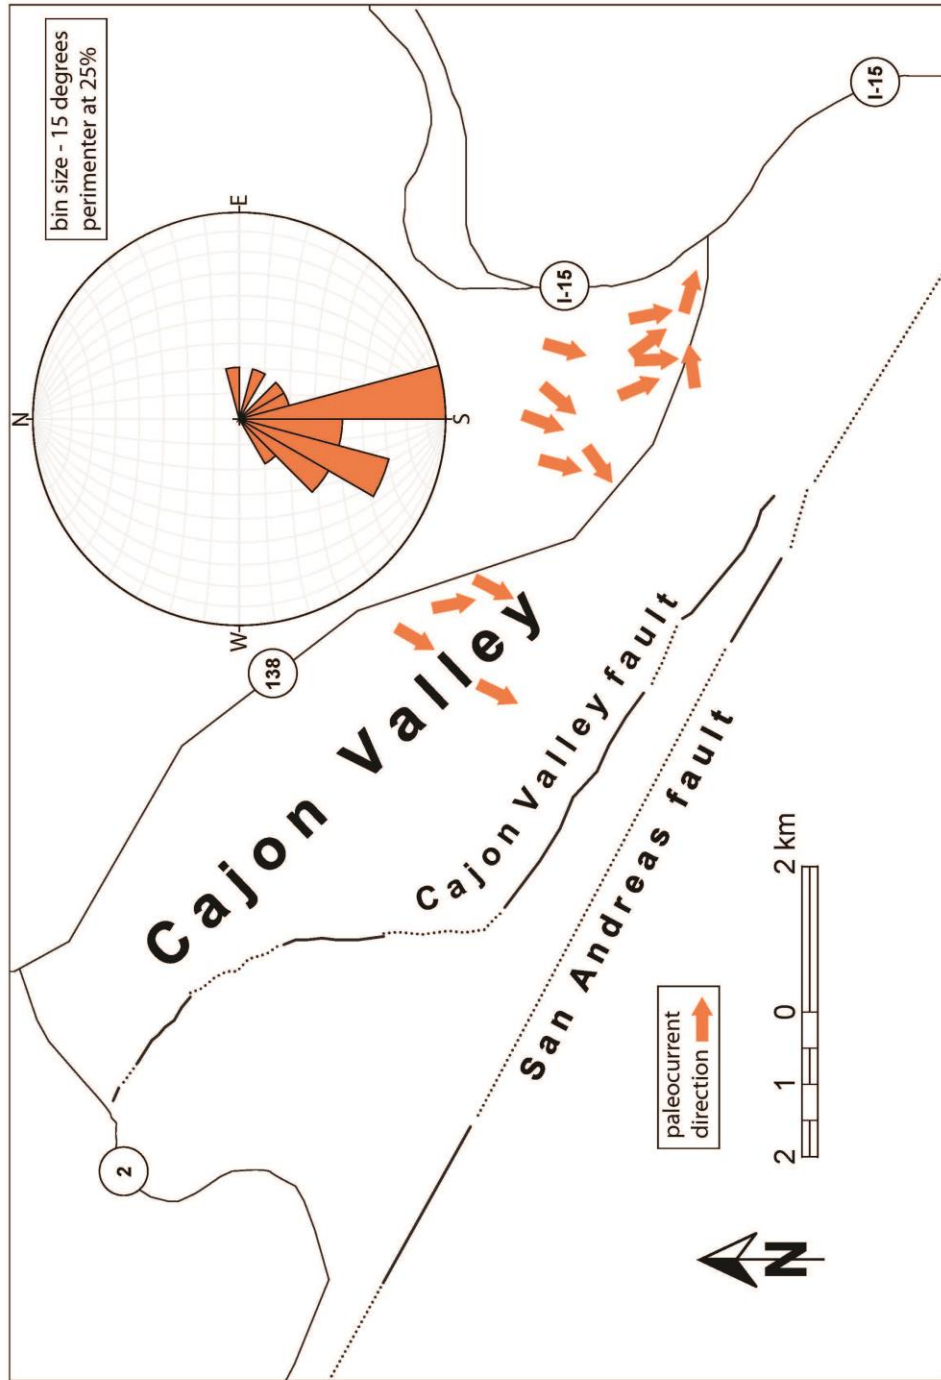 bin size - 15 degrees
perimenter at 25%
N
E
S
W
138
I-15
I-15
2
Cajon Valley
Cajon Valley fault
San Andreas fault
paleocurrent
direction
2 1 0 2 km
N